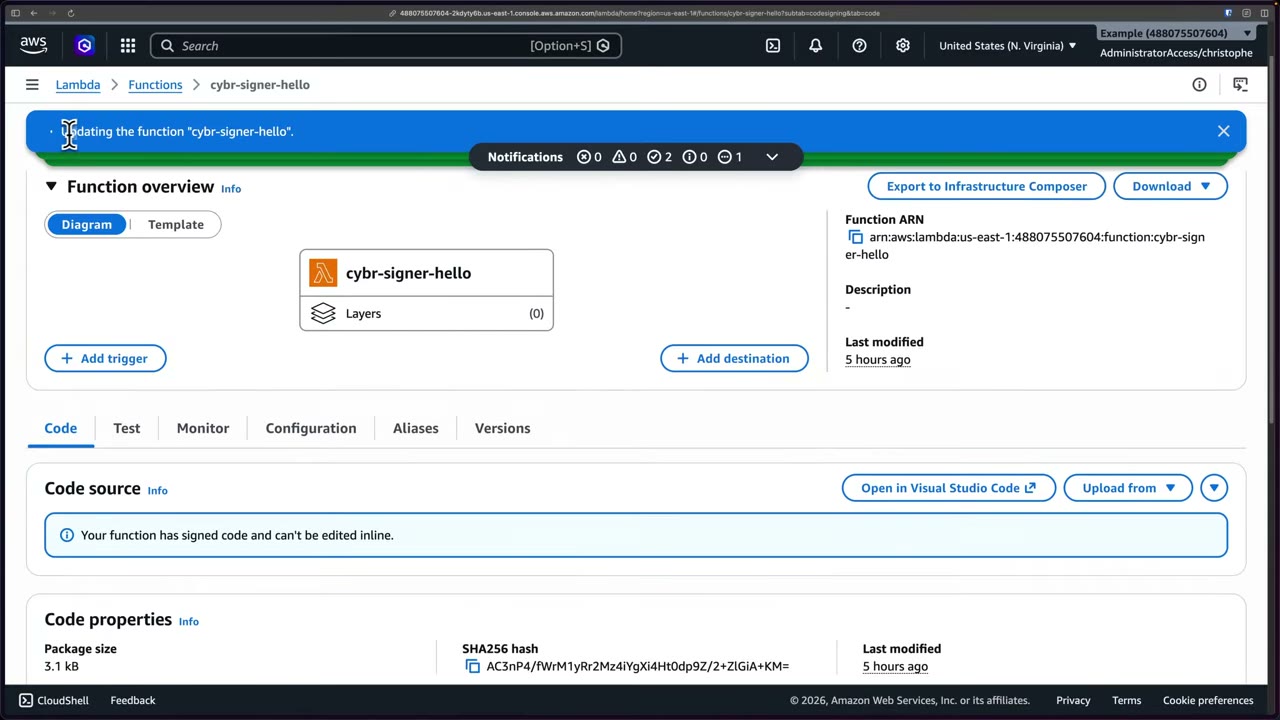 488075507604-2kdyty6b.us-east-1.console.aws.amazon.com/lambda/home?region=us-east-1#/functions/cybr-signer-hello?subtab=codesigning&tab=code
aws
Search
[Option+S]
United States (N. Virginia)
Example (488075507604)
AdministratorAccess/christophe
Lambda
Functions
cybr-signer-hello
Updating the function "cybr-signer-hello".
Notifications
0
0
2
0
1
Function overview
Info
Export to Infrastructure Composer
Download
Diagram
Template
cybr-signer-hello
Layers
(0)
Add trigger
Add destination
Function ARN
arn:aws:lambda:us-east-1:488075507604:function:cybr-sign
er-hello
Description
-
Last modified
5 hours ago
Code
Test
Monitor
Configuration
Aliases
Versions
Code source
Info
Open in Visual Studio Code
Upload from
Your function has signed code and can't be edited inline.
Code properties
Info
Package size
3.1 kB
SHA256 hash
AC3nP4/fWrM1yRr2Mz4iYgXi4Ht0dp9Z/2+ZlGiA+KM=
Last modified
5 hours ago
CloudShell
Feedback
© 2026, Amazon Web Services, Inc. or its affiliates.
Privacy
Terms
Cookie preferences